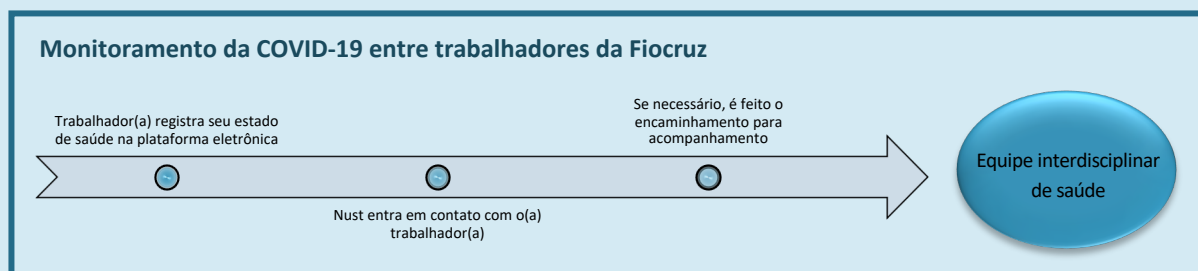 Monitoramento da COVID-19 entre trabalhadores da Fiocruz
Trabalhador(a) registra seu estado
de saúde na plataforma eletrônica
Nust entra em contato com o(a)
trabalhador(a)
Se necessário, é feito o
encaminhamento para
acompanhamento
Equipe interdisciplinar
de saúde